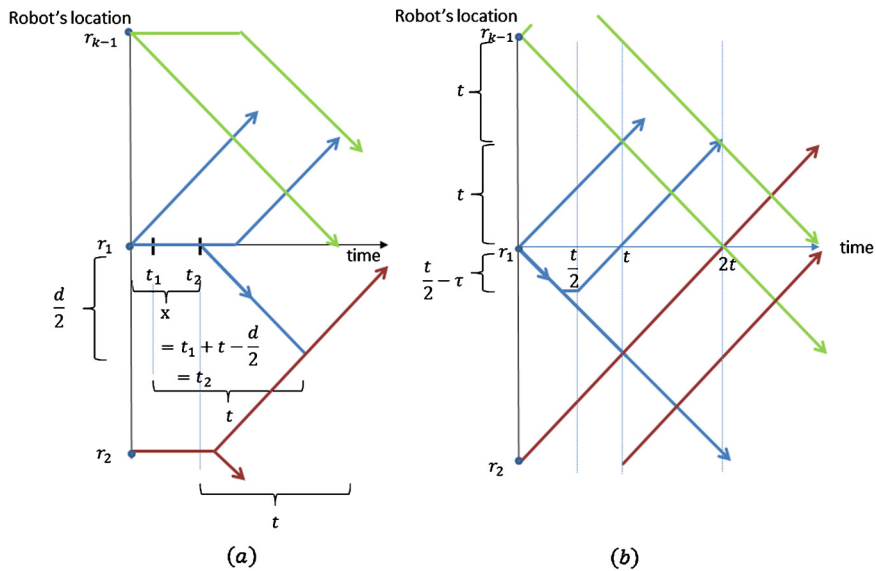 Robot's location
r_{k-1}
r_1
time
t_1 t_2
d/2
x
= t_1 + t - d/2
= t_2
t
r_2
t
(a)
Robot's location
r_{k-1}
t
t
r_1
t/2
t
2t
time
t/2 - τ
r_2
(b)